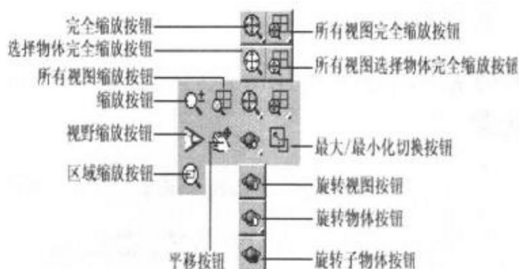 完全缩放按钮
所有视图完全缩放按钮
选择物体完全缩放按钮
所有视图选择物体完全缩放按钮
所有视图缩放按钮
缩放按钮
视野缩放按钮
最大/最小化切换按钮
区域缩放按钮
旋转视图按钮
旋转物体按钮
平移按钮
旋转子物体按钮